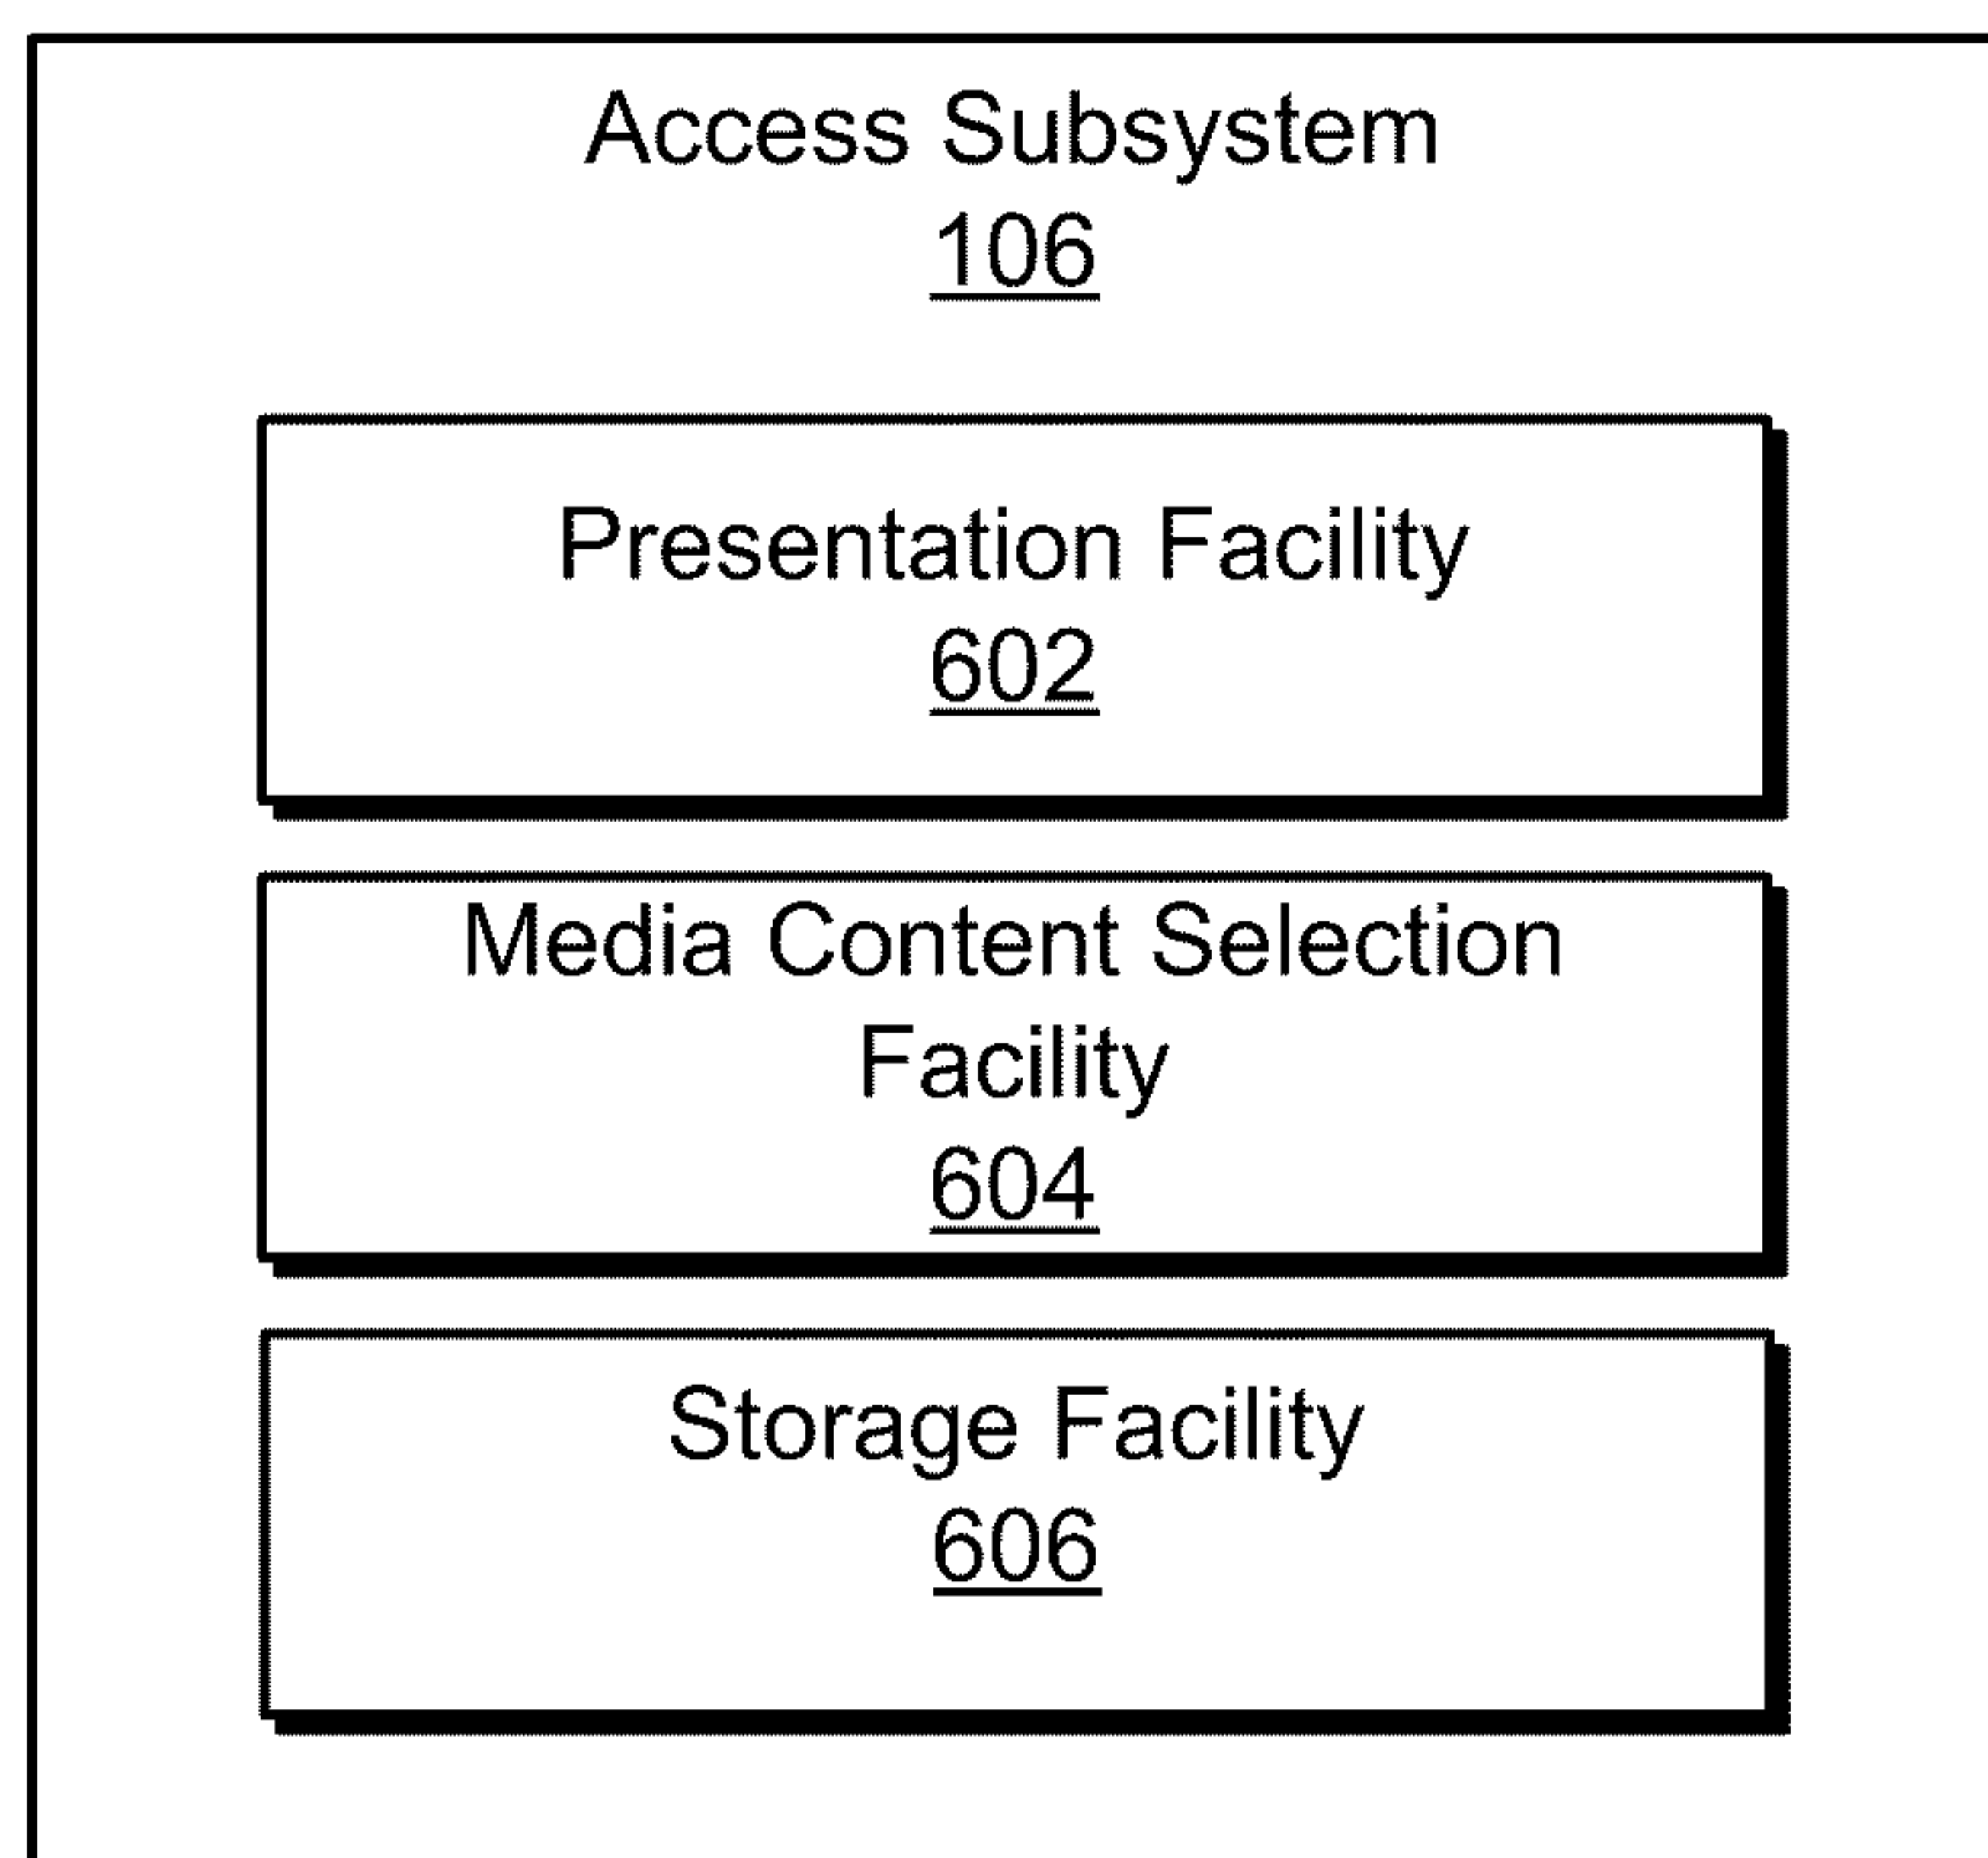 Access Subsystem
106
Presentation Facility
602
Media Content Selection
Facility
604
Storage Facility
606